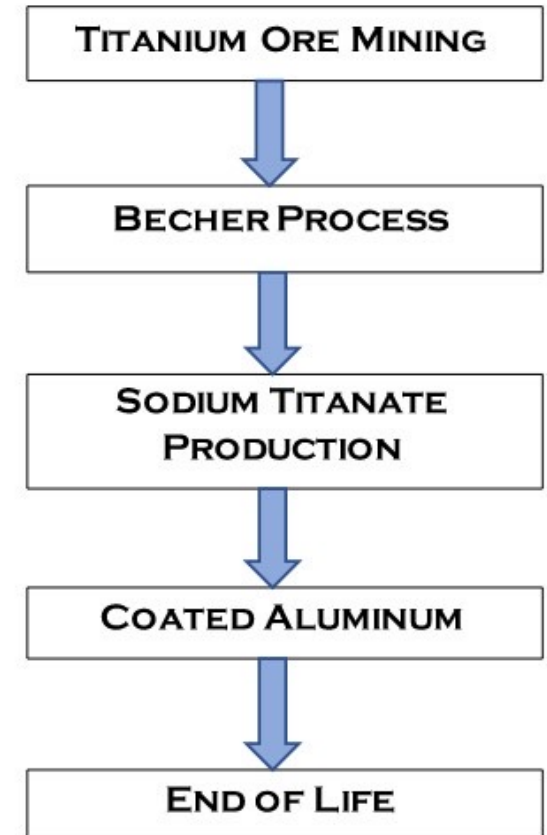 TITANIUM ORE MINING
BECHER PROCESS
SODIUM TITANATE
PRODUCTION
COATED ALUMINUM
END OF LIFE